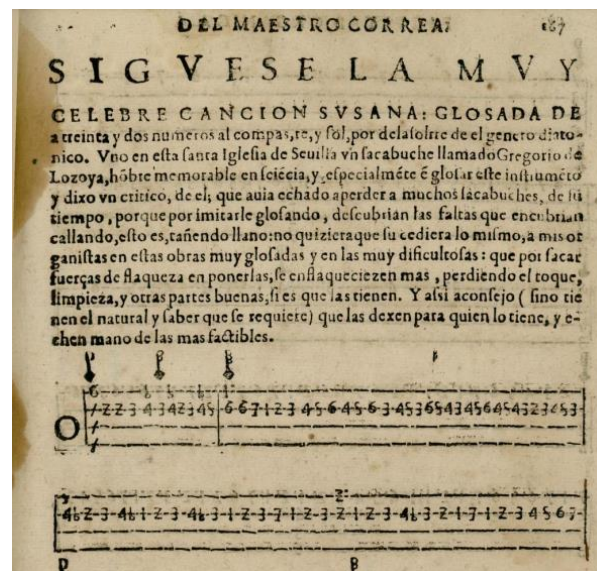 DEL MAESTRO CORREA. 167
SIGVESE LA MVY
CELEBRE CANCION SVSANA: GLOSADA DE
a treinta y dos numeros al compas, re, y sol, por delasolrre de el genero diato-
nico. Vno en esta santa Iglesia de Seuilla vn sacabuche llamado Gregorio de
Lozoya, hõbre memorable en sciẽcia, y especialmẽte ẽ glosar este instrumẽto
y dixo vn critico, de el; que auia echado aperder a muchos sacabuches, de su
tiempo, porque por imitarle glosando, descubrian las faltas que encubrian
callando, esto es, tañendo llano: no quiziera que su cediera lo mismo, a mis or
ganistas en estas obras muy glosadas y en las muy dificultosas: que por sacar
fuerças de flaqueza en ponerlas, se enflaqueciezen mas, perdiendo el toque,
limpieza, y otras partes buenas, si es que las tienen. Y assi aconsejo ( sino tie
nen el natural y saber que se requiere) que las dexen para quien lo tiene, y e-
chen mano de las mas factibles.